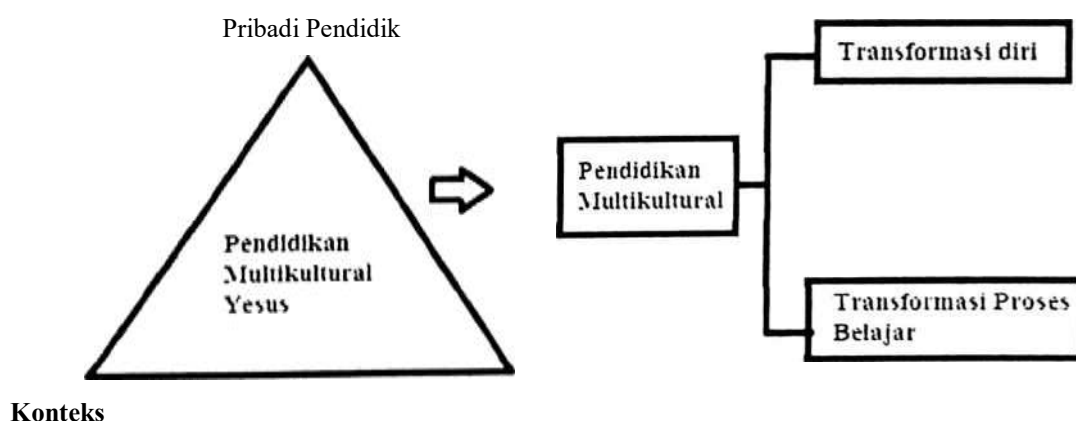 Pribadi Pendidik
Transformasi diri
Pendidikan
Multikultural
Pendidikan
Multikultural
Yesus
Transformasi Proses
Belajar
Konteks